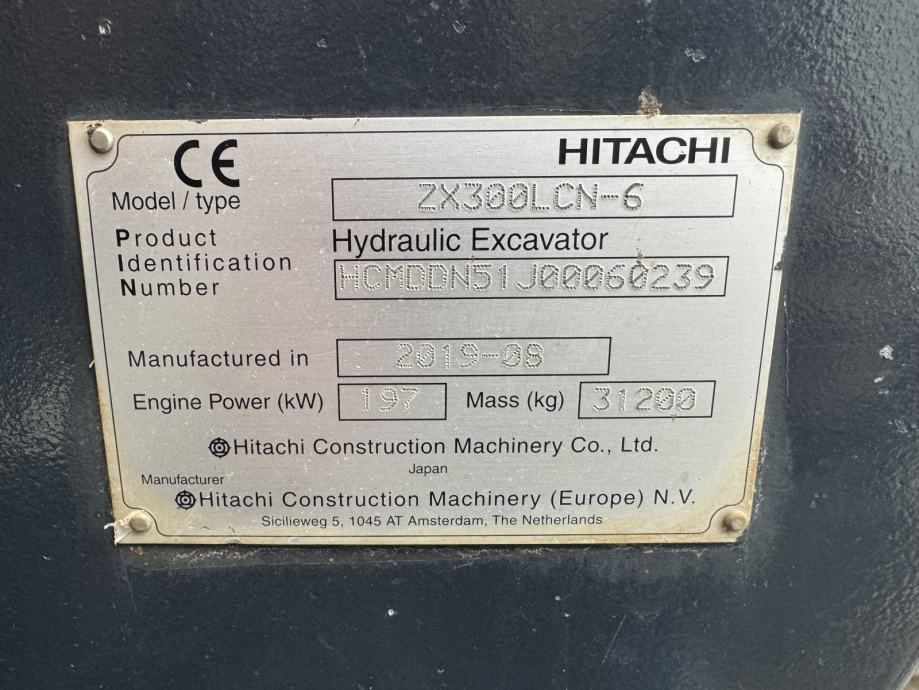 CE HITACHI
Model / type ZX300LCN-6
Product Identification Number
Hydraulic Excavator
HCMDDN51J00060239
Manufactured in 2019-08
Engine Power (kW) 197 Mass (kg) 31200
Hitachi Construction Machinery Co., Ltd.
Japan
Manufacturer
Hitachi Construction Machinery (Europe) N.V.
Sicilieweg 5, 1045 AT Amsterdam, The Netherlands